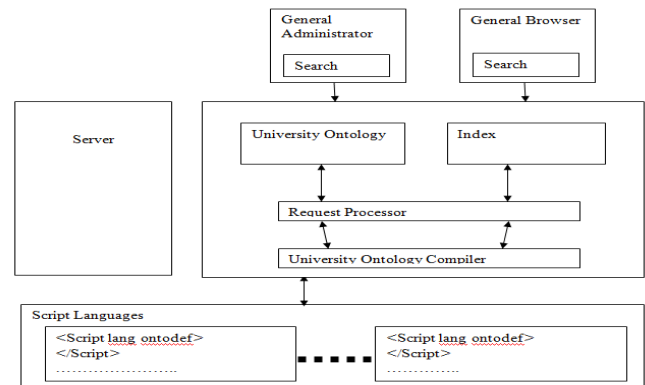 General
Administrator
Search
General Browser
Search
Server
University Ontology
Index
Request Processor
University Ontology Compiler
Script Languages
<Script lang ontodef>
</Script>
…………………..
<Script lang ontodef>
</Script>
…………..